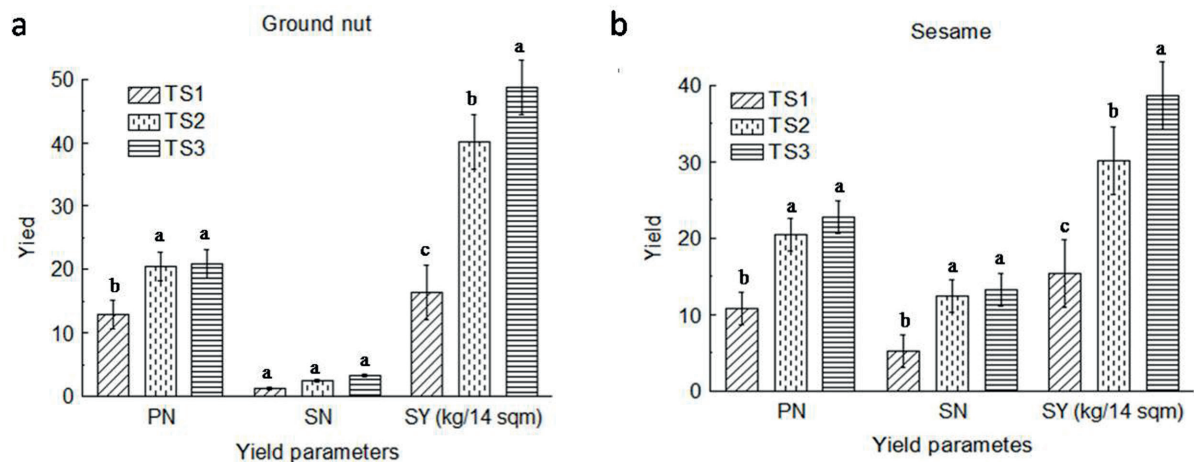 a
Ground nut
a
50
TS1
TS2
TS3
b
40
30
Yied
a
a
c
20
b
10
a
a
a
0
PN
SN
SY (kg/14 sqm)
Yield parameters
b
Sesame
a
40
TS1
TS2
TS3
b
30
Yield
a
a
c
20
b
a
a
10
b
0
PN
SN
SY (kg/14 sqm)
Yield parametes